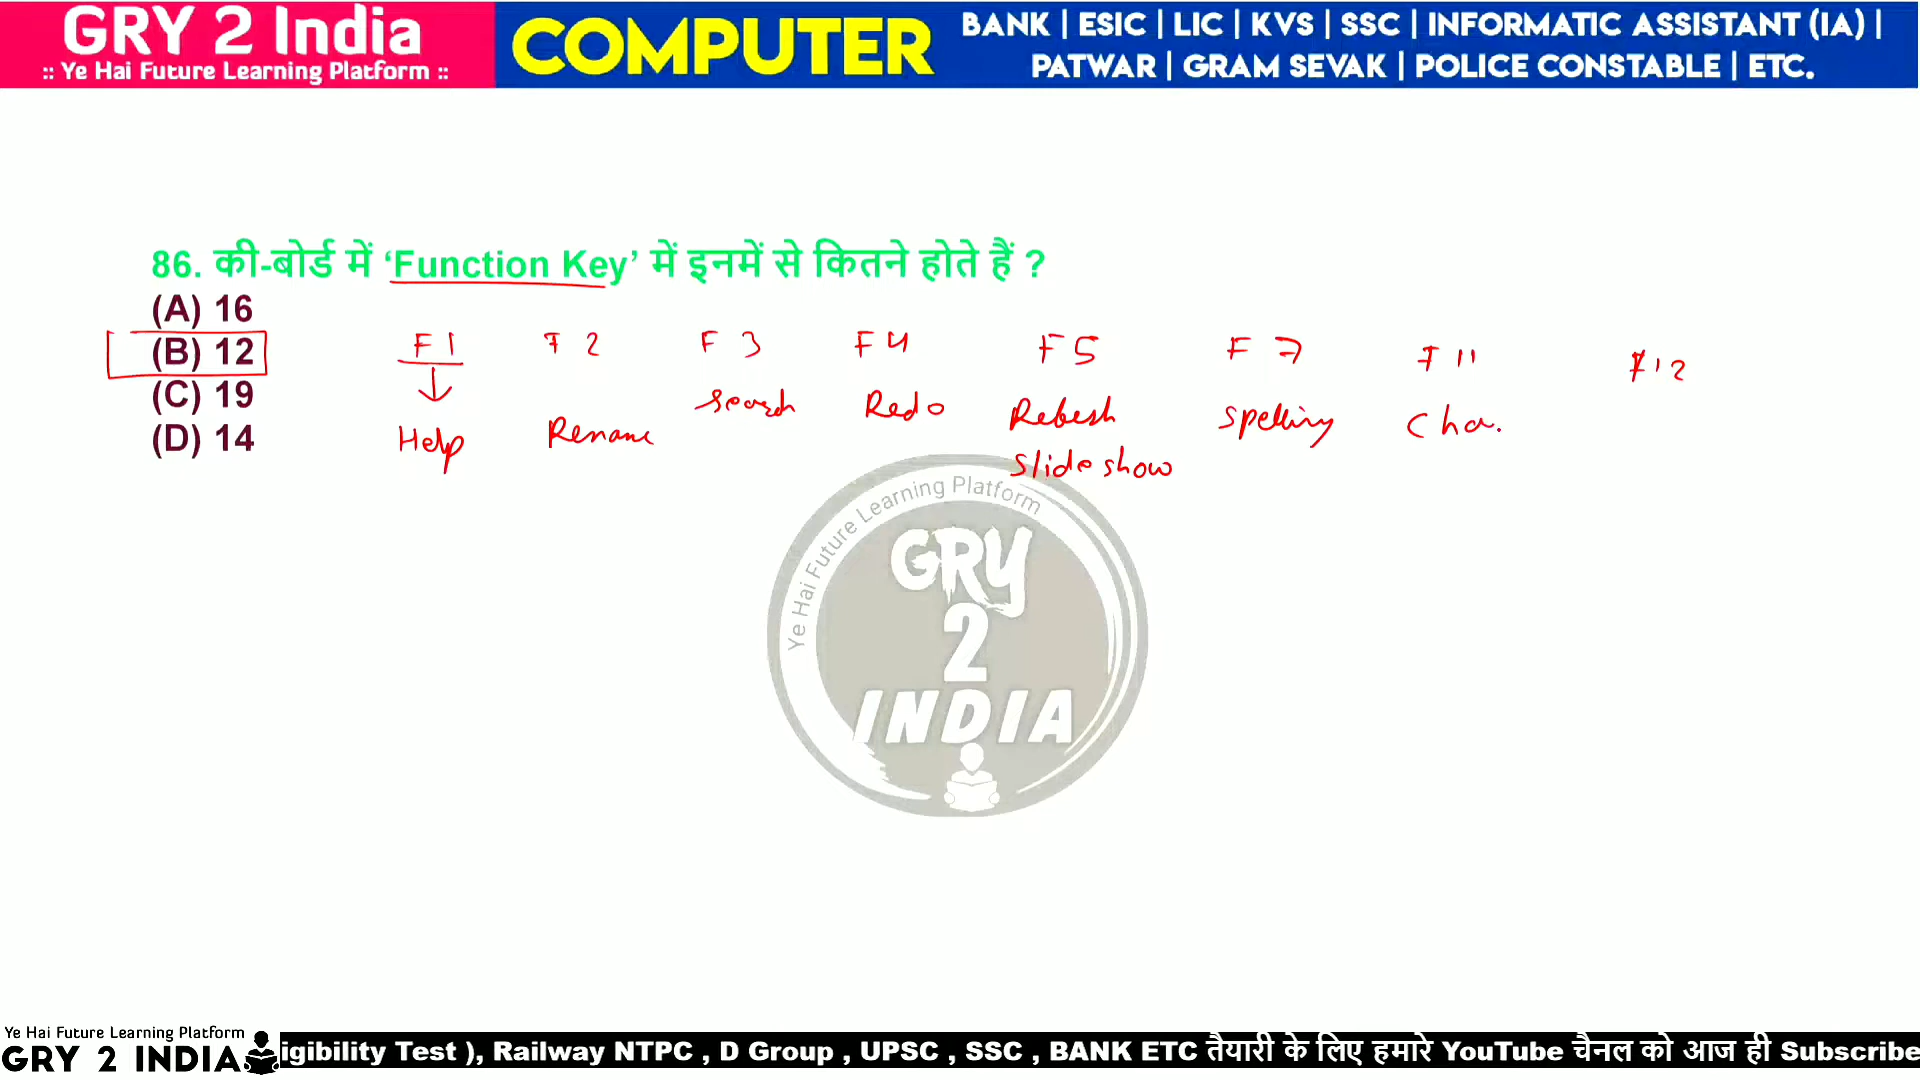 GRY 2 India
:: Ye Hai Future Learning Platform ::
COMPUTER
BANK | ESIC | LIC | KVS | SSC | INFORMATIC ASSISTANT (IA) |
PATWAR | GRAM SEVAK | POLICE CONSTABLE | ETC.
86. की-बोर्ड में ‘Function Key’ में इनमें से कितने होते हैं ?
(A) 16
(B) 12
(C) 19
(D) 14
F1 F2 F3 F4 F5 F7 F11 F12
Help Rename Search Redo Refresh Spelling Cha.
Slide show
Ye Hai Future Learning Platform
GRY
2
INDIA
Ye Hai Future Learning Platform
GRY 2 INDIA
igibility Test ), Railway NTPC , D Group , UPSC , SSC , BANK ETC तैयारी के लिए हमारे YouTube चैनल को आज ही Subscribe